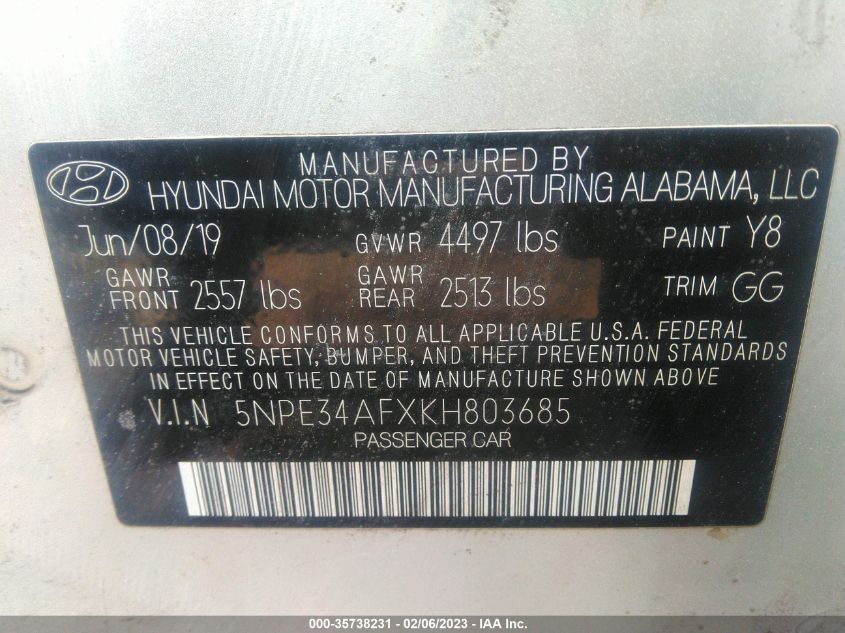 MANUFACTURED BY
HYUNDAI MOTOR MANUFACTURING ALABAMA, LLC
Jun/08/19 GVWR 4497 lbs PAINT Y8
GAWR FRONT 2557 lbs GAWR REAR 2513 lbs TRIM GG
THIS VEHICLE CONFORMS TO ALL APPLICABLE U.S.A. FEDERAL
MOTOR VEHICLE SAFETY, BUMPER, AND THEFT PREVENTION STANDARDS
IN EFFECT ON THE DATE OF MANUFACTURE SHOWN ABOVE
V.I.N 5NPE34AFXKH803685
PASSENGER CAR
000-35738231 - 02/06/2023 - IAA Inc.